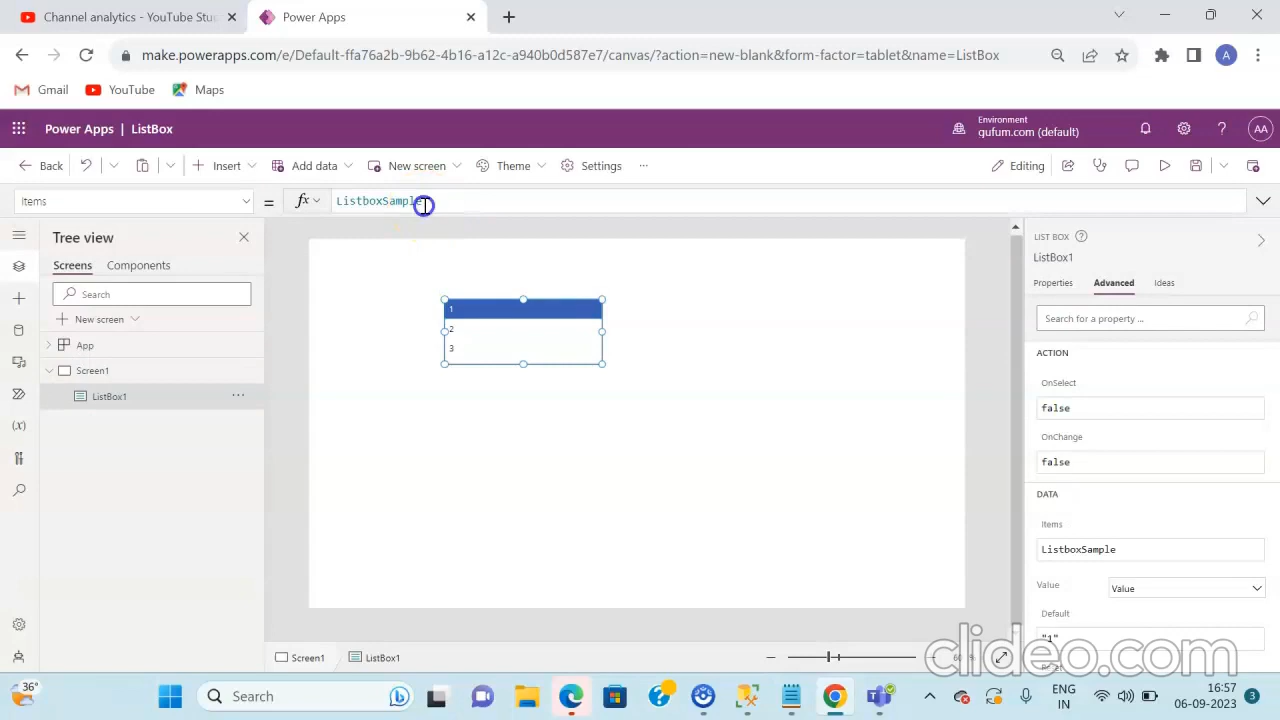 Channel analytics - YouTube Stu
Power Apps
make.powerapps.com/e/Default-ffa76a2b-9b62-4b16-a12c-a940b0d587e7/canvas/?action=new-blank&form-factor=tablet&name=ListBox
A
Gmail
YouTube
Maps
Power Apps | ListBox
Environment
qufum.com (default)
AA
Back
Insert
Add data
New screen
Theme
Settings
Editing
Items
=
fx
ListboxSample
Tree view
Screens
Components
Search
New screen
App
Screen1
ListBox1
1
2
3
LIST BOX
ListBox1
Properties
Advanced
Ideas
Search for a property ...
ACTION
OnSelect
false
OnChange
false
DATA
Items
ListboxSample
Value
Value
Default
"1"
Screen1
ListBox1
clideo.com
36°
Search
ENG
IN
16:57
06-09-2023
3